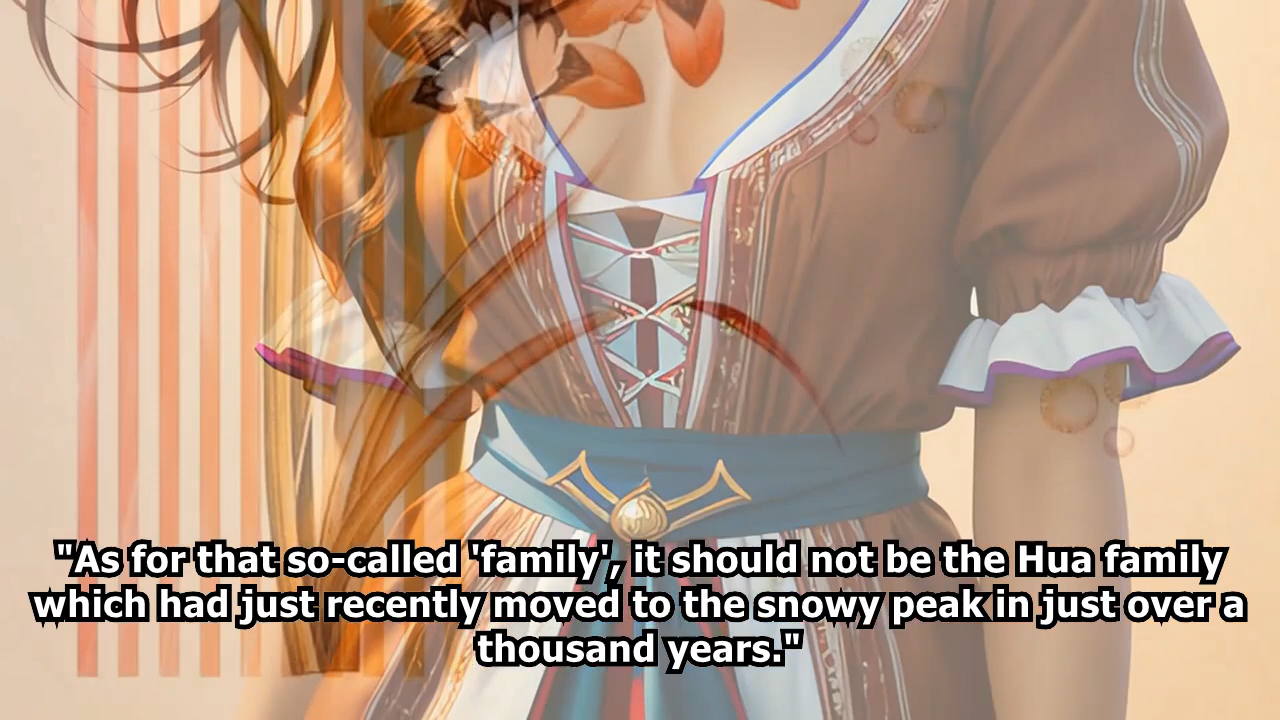 "As for that so-called 'family', it should not be the Hua family
which had just recently moved to the snowy peak in just over a
thousand years."